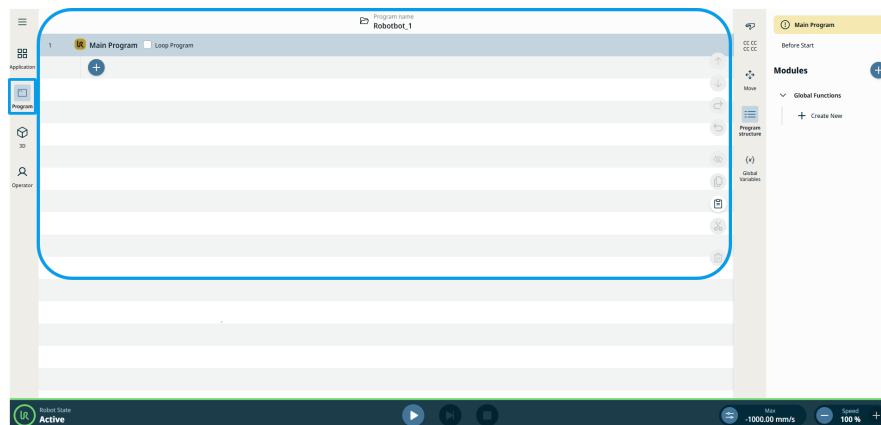 Program name
Robotbot_1
1 Main Program Loop Program
Application
Program
3D
Operator
CC CC
CC CC
Move
Program
structure
(x)
Global
Variables
Main Program
Before Start
Modules
Global Functions
Create New
Robot State
Active
Max
-1000.00 mm/s
Speed
100 %